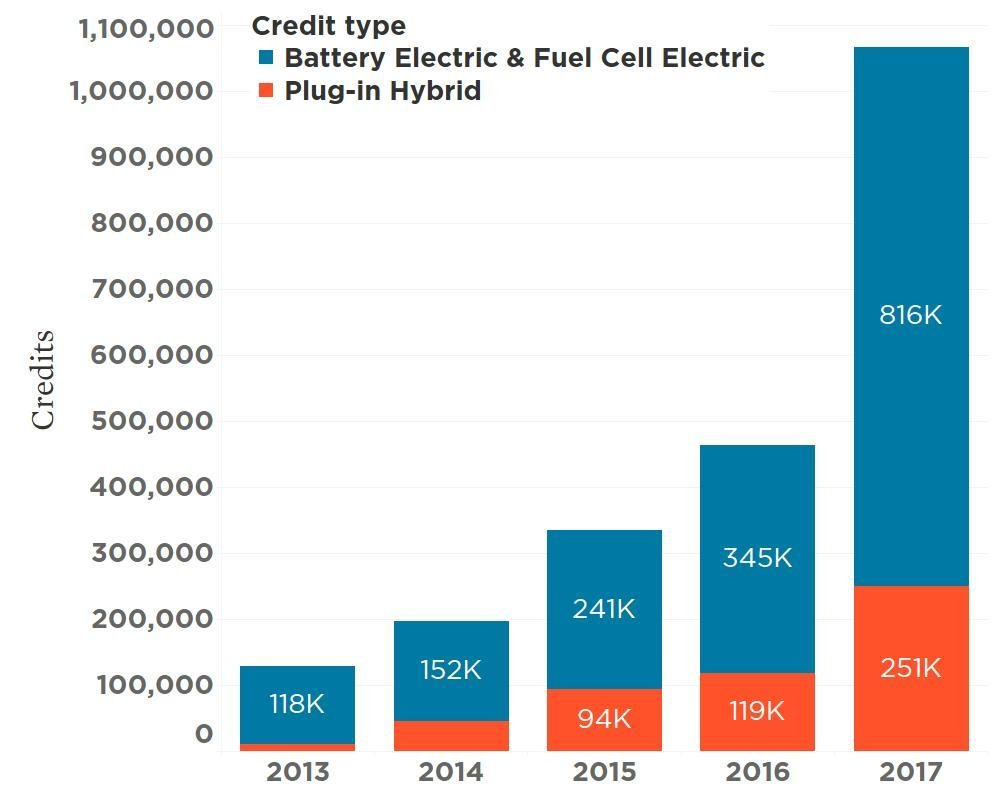 1,100,000
Credit type
Battery Electric & Fuel Cell Electric
1,000,000
Plug-in Hybrid
900,000
800,000
700,000
816K
600,000
Credits
500,000
400,000
300,000
345K
241K
200,000
152K
251K
100,000
118K
94K
119K
0
2013 2014 2015 2016 2017